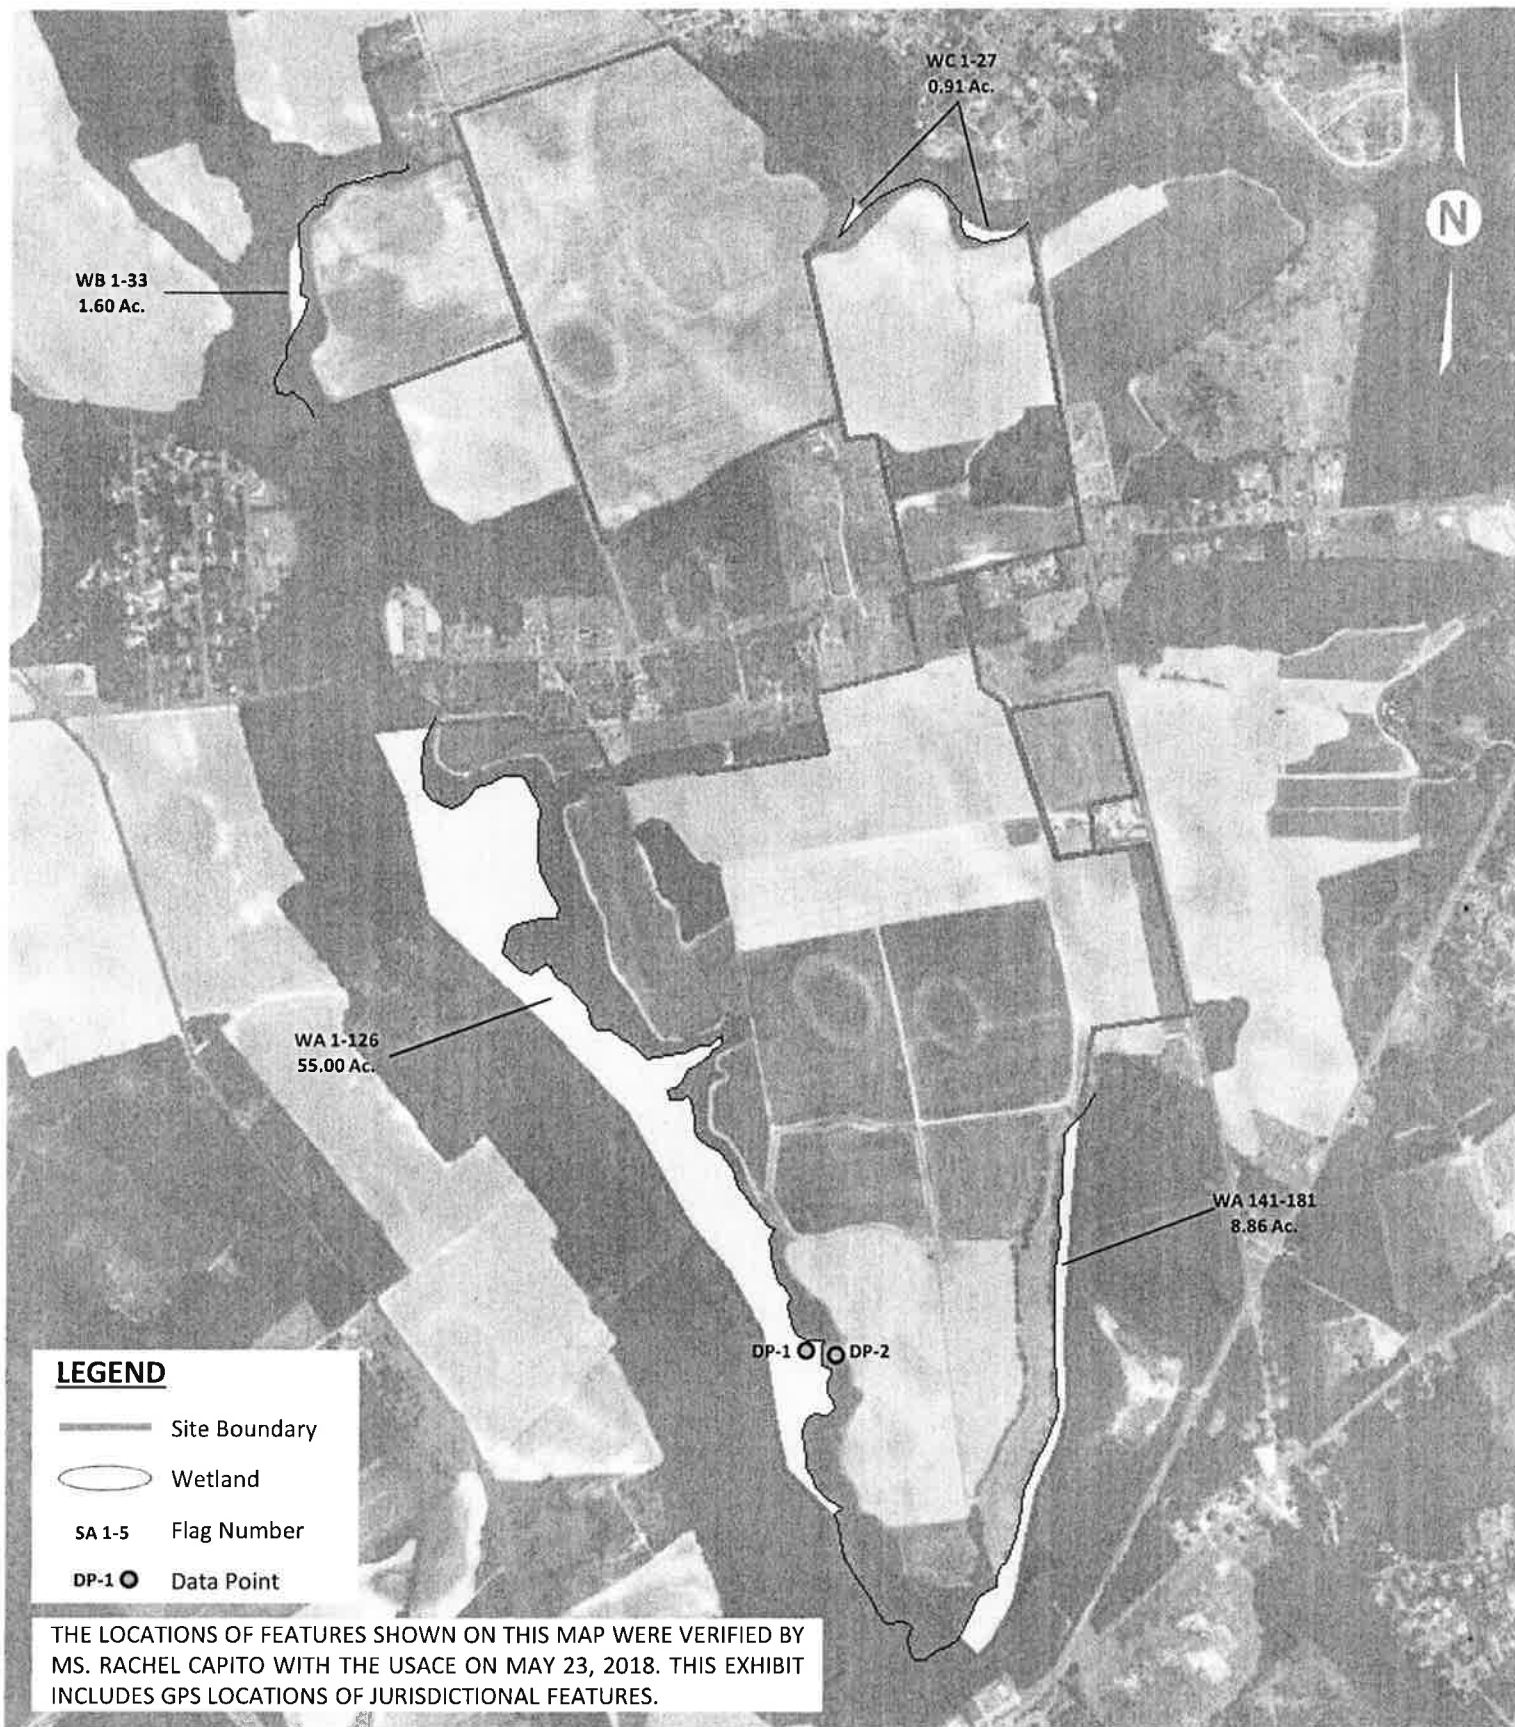 WC 1-27
0.91 Ac.
N
WB 1-33
1.60 Ac.
WA 1-126
55.00 Ac.
WA 141-181
8.86 Ac.
DP-1
DP-2
LEGEND
Site Boundary
Wetland
SA 1-5 Flag Number
DP-1 Data Point
THE LOCATIONS OF FEATURES SHOWN ON THIS MAP WERE VERIFIED BY
MS. RACHEL CAPITO WITH THE USACE ON MAY 23, 2018. THIS EXHIBIT
INCLUDES GPS LOCATIONS OF JURISDICTIONAL FEATURES.